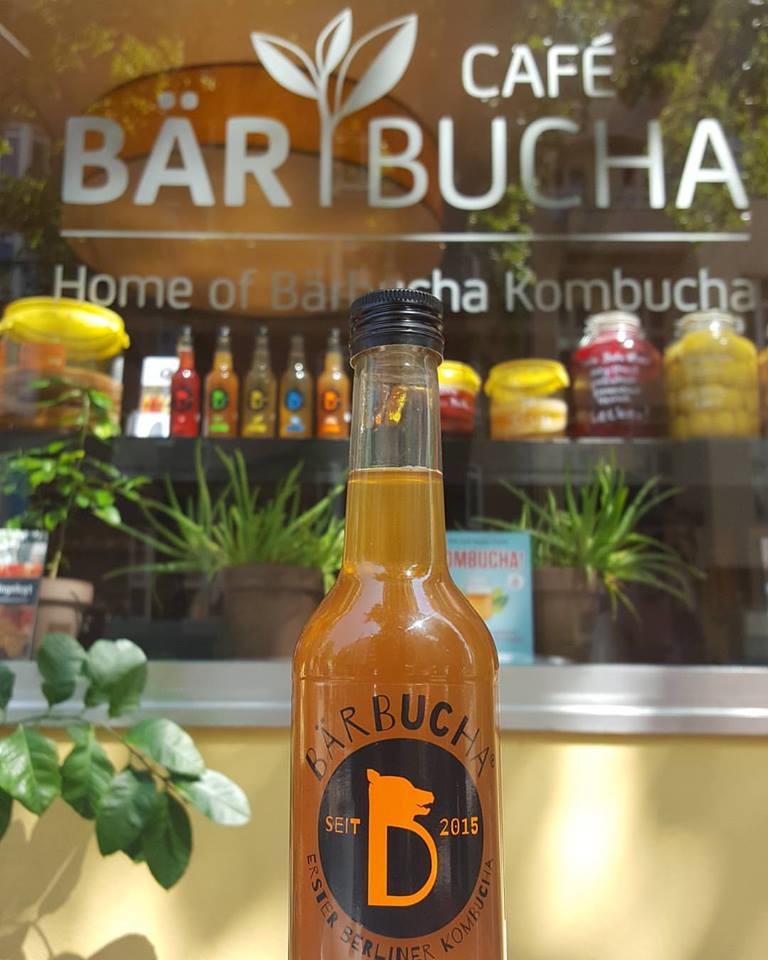 CAFÉ
BÄR BUCHA
Home of Bärbucha Kombucha
KOMBUCHA!
BÄRBUCHA®
SEIT 2015
ERSTER BERLINER KOMBUCHA